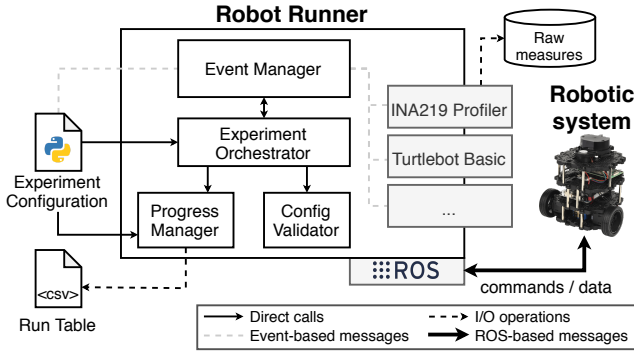 Robot Runner
Raw
measures
Event Manager
INA219 Profiler
Robotic
system
Experiment
Orchestrator
Turtlebot Basic
Experiment
Configuration
Progress
Manager
Config
Validator
...
ROS
commands / data
<csv>
Run Table
Direct calls
I/O operations
Event-based messages
ROS-based messages